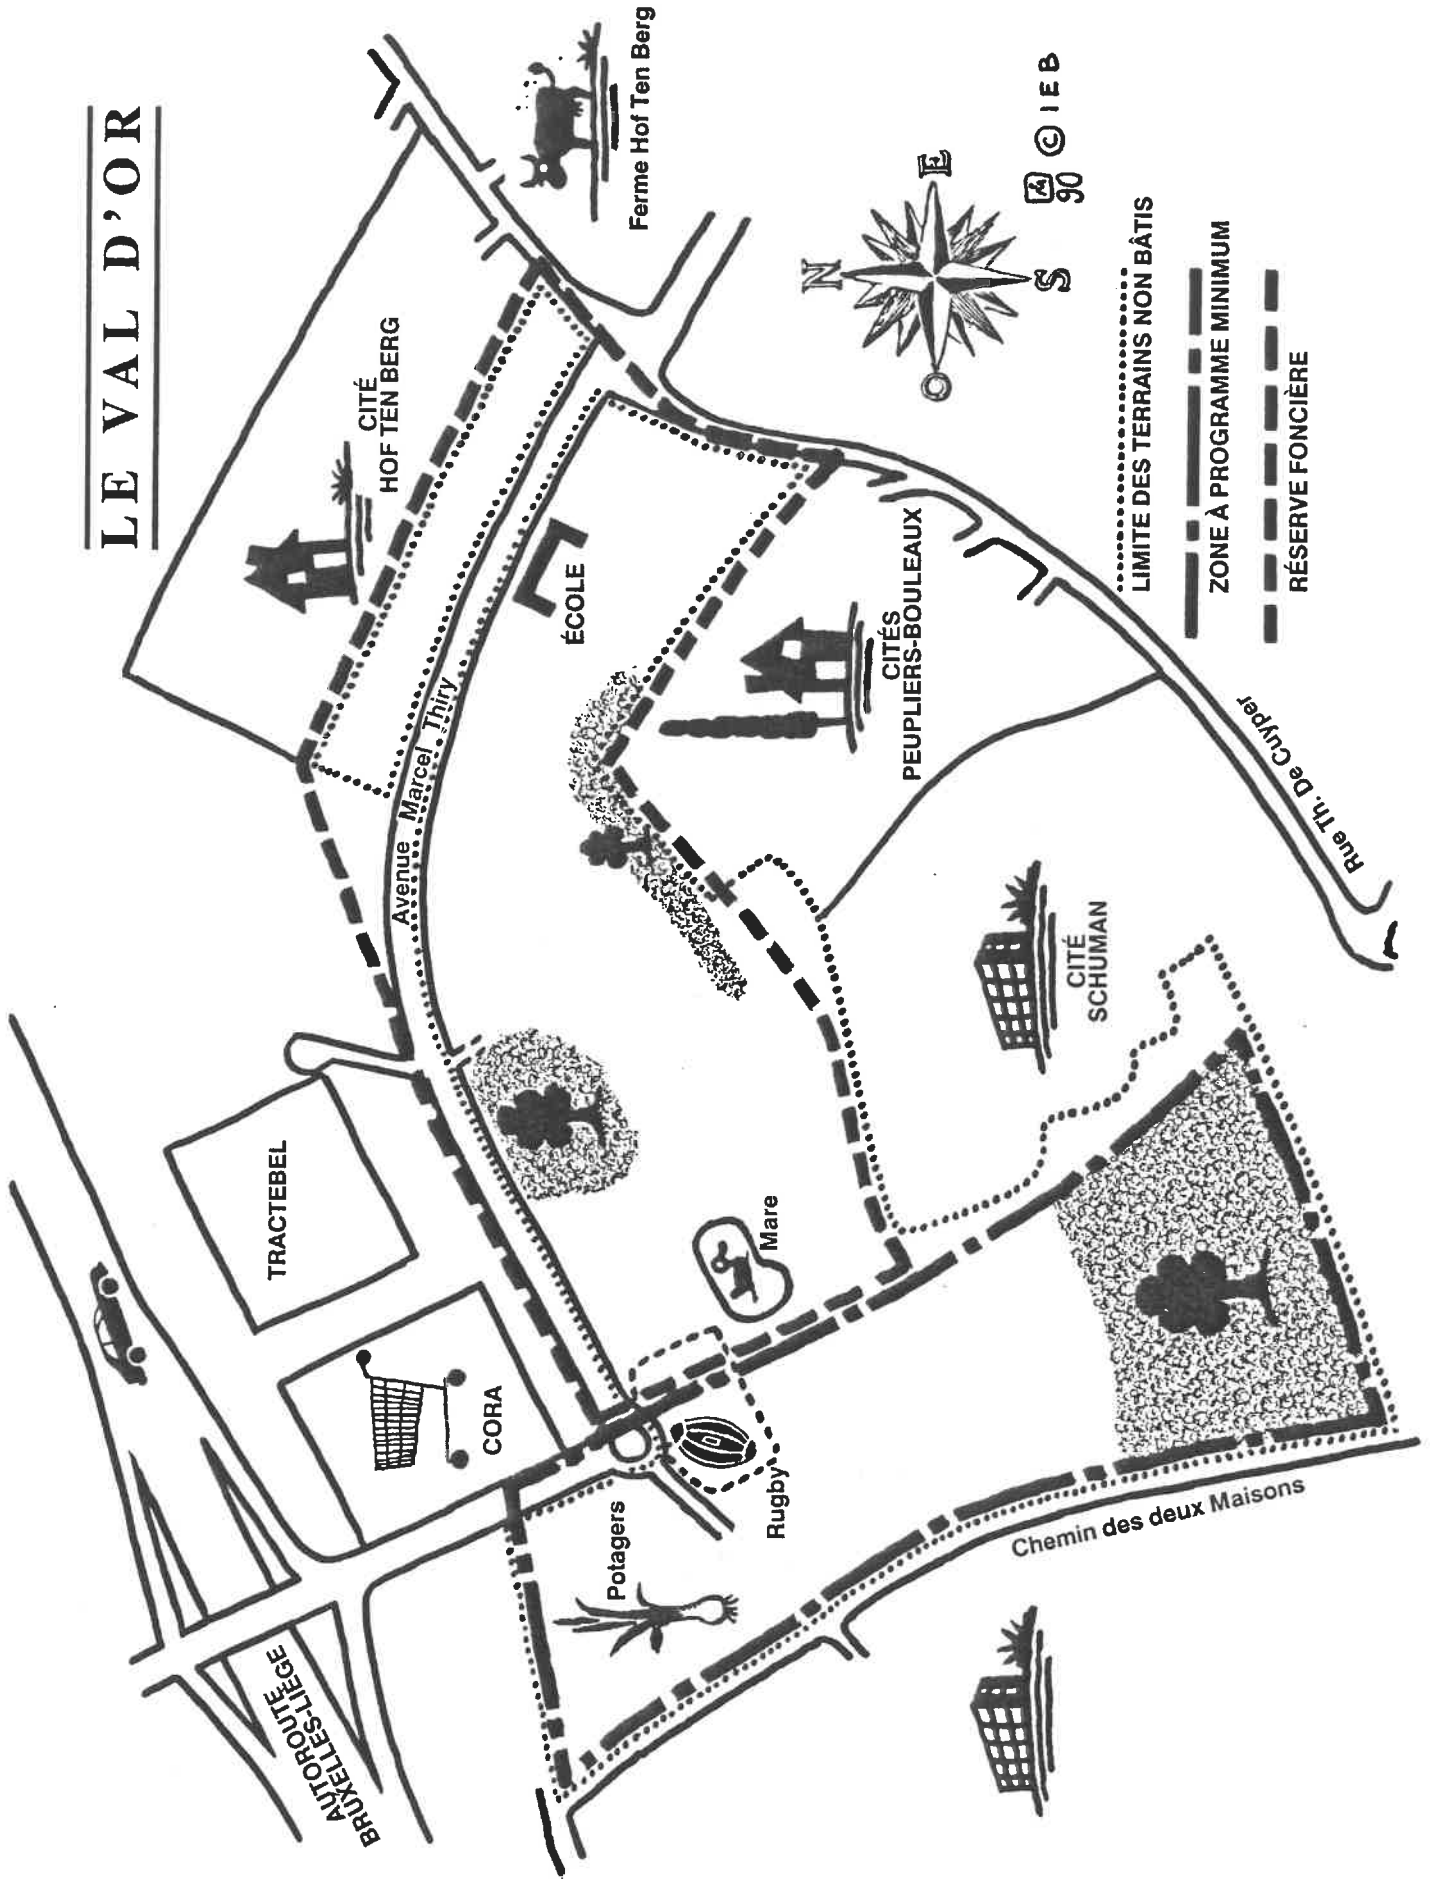 LE VAL D'OR
AUTOROUTE
BRUXELLES-LIÈGE
CORA
TRACTEBEL
CITÉ
HOF TEN BERG
Ferme Hof Ten Berg
Avenue Marcel Thiry
ÉCOLE
Potagers
Rugby
Mare
CITÉS
PEUPLIERS-BOULEAUX
CITÉ
SCHUMAN
Chemin des deux Maisons
Rue Th. De Cuyper
N
E
S
O
90
© IEB
LIMITE DES TERRAINS NON BÂTIS
ZONE À PROGRAMME MINIMUM
RÉSERVE FONCIÈRE